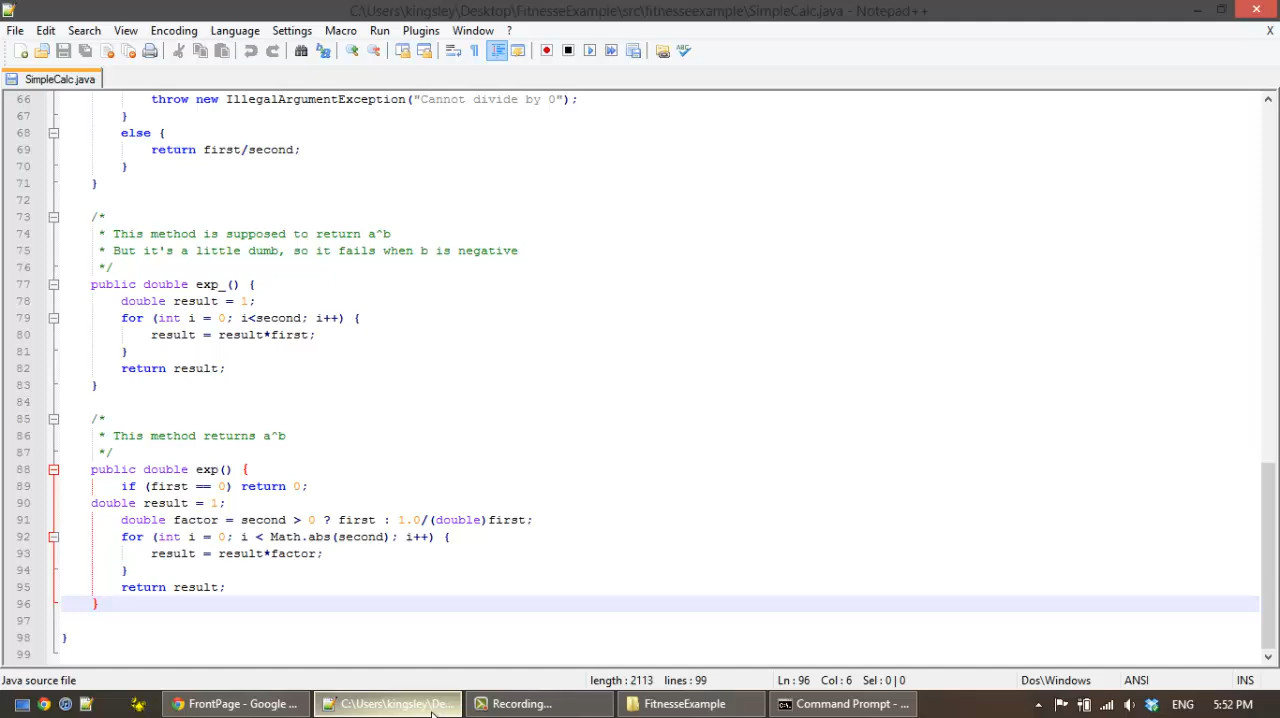 C:\Users\kingsley\Desktop\FitnesseExample\src\fitnesseexample\SimpleCalc.java - Notepad++
File Edit Search View Encoding Language Settings Macro Run Plugins Window ? X
SimpleCalc.java
66 throw new IllegalArgumentException("Cannot divide by 0");
67 }
68 else {
69 return first/second;
70 }
71 }
72
73 /*
74 * This method is supposed to return a^b
75 * But it's a little dumb, so it fails when b is negative
76 */
77 public double exp_() {
78 double result = 1;
79 for (int i = 0; i<second; i++) {
80 result = result*first;
81 }
82 return result;
83 }
84
85 /*
86 * This method returns a^b
87 */
88 public double exp() {
89 if (first == 0) return 0;
90 double result = 1;
91 double factor = second > 0 ? first : 1.0/(double)first;
92 for (int i = 0; i < Math.abs(second); i++) {
93 result = result*factor;
94 }
95 return result;
96 }
97
98 }
99
Java source file length : 2113 lines : 99 Ln : 96 Col : 6 Sel : 0 | 0 Dos\Windows ANSI INS
FrontPage - Google ... C:\Users\kingsley\De... Recording... FitnesseExample Command Prompt - ... ENG 5:52 PM